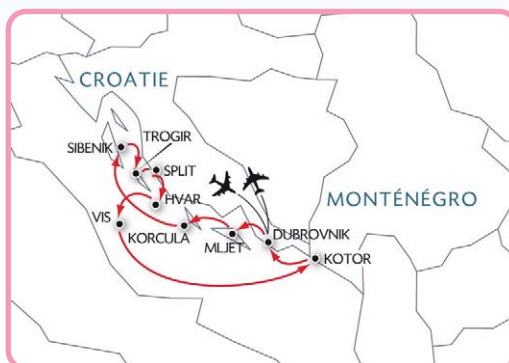 CROATIE
TROGIR
SIBENIK
SPLIT
HVAR
MONTÉNÉGRO
VIS
KORCULA
DUBROVNIK
MLJET
KOTOR